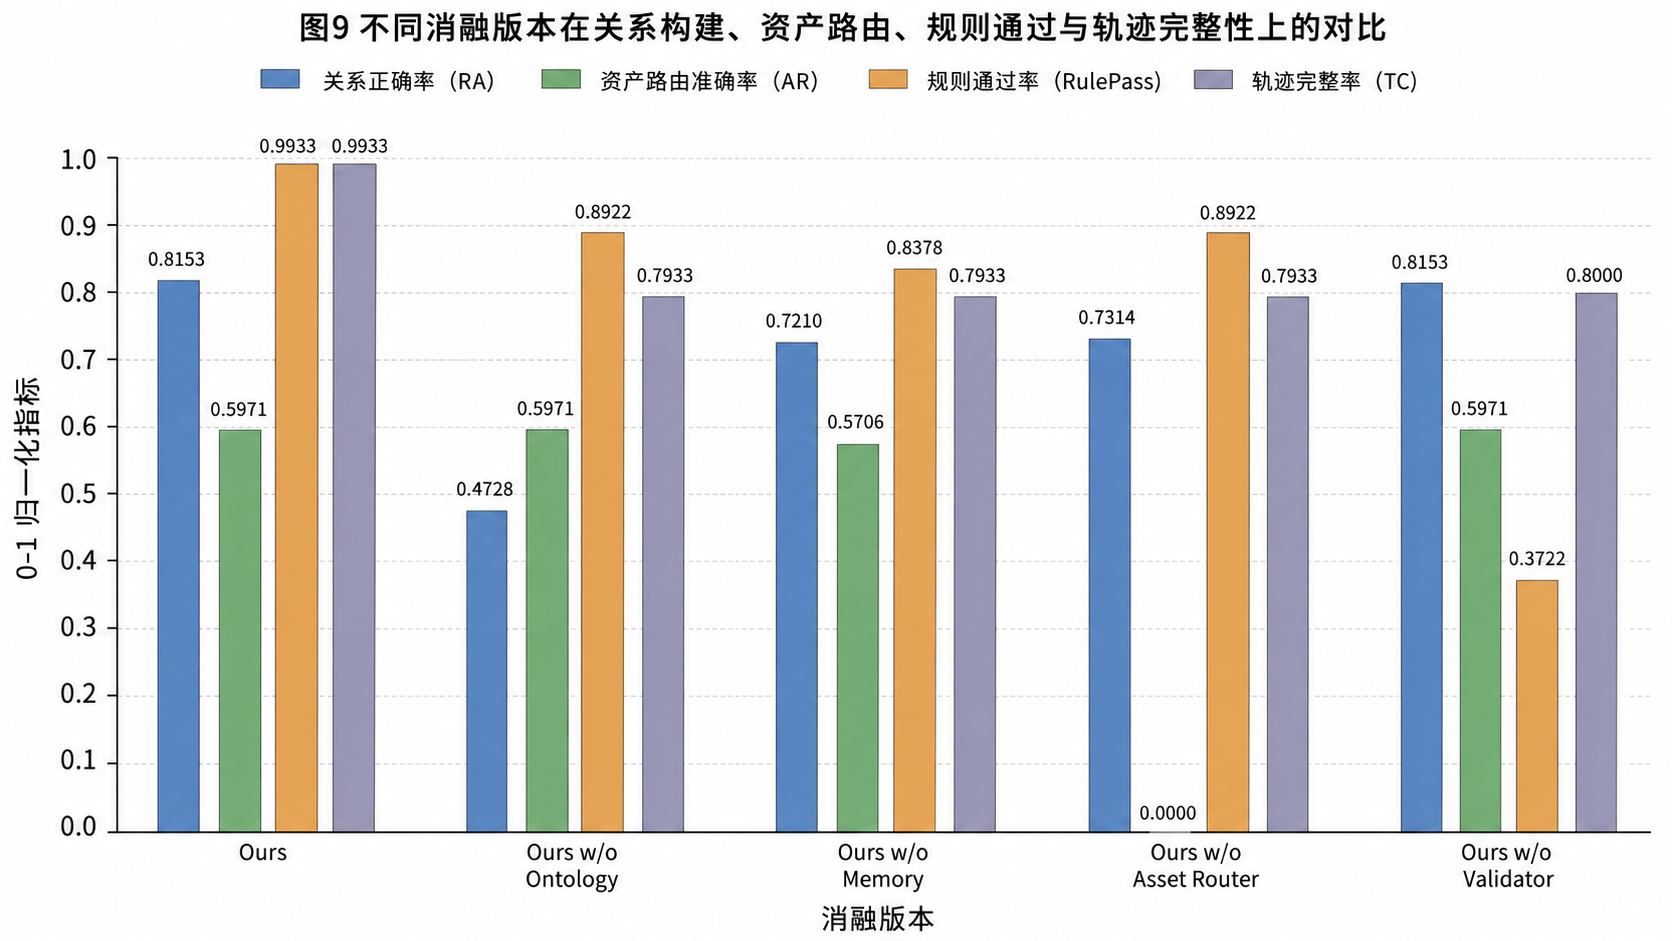 图9 不同消融版本在关系构建、资产路由、规则通过与轨迹完整性上的对比
关系正确率（RA） 资产路由准确率（AR） 规则通过率（RulePass） 轨迹完整率（TC）
0-1 归一化指标
1.0
0.9
0.8
0.7
0.6
0.5
0.4
0.3
0.2
0.1
0.0
0.8153 0.5971 0.9933 0.9933
0.4728 0.5971 0.8922 0.7933
0.7210 0.5706 0.8378 0.7933
0.7314 0.0000 0.8922 0.7933
0.8153 0.5971 0.3722 0.8000
Ours
Ours w/o
Ontology
Ours w/o
Memory
Ours w/o
Asset Router
Ours w/o
Validator
消融版本